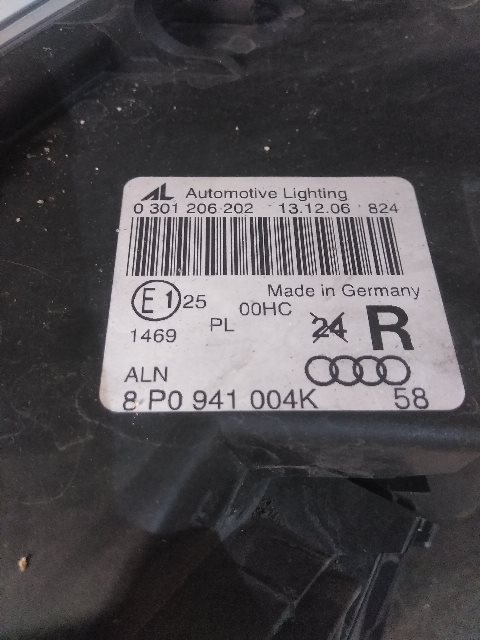 AL Automotive Lighting
0 301 206 202 13.12.06 824
Made in Germany
E1 25 00HC
1469 PL 24 R
ALN
8 P0 941 004K 58